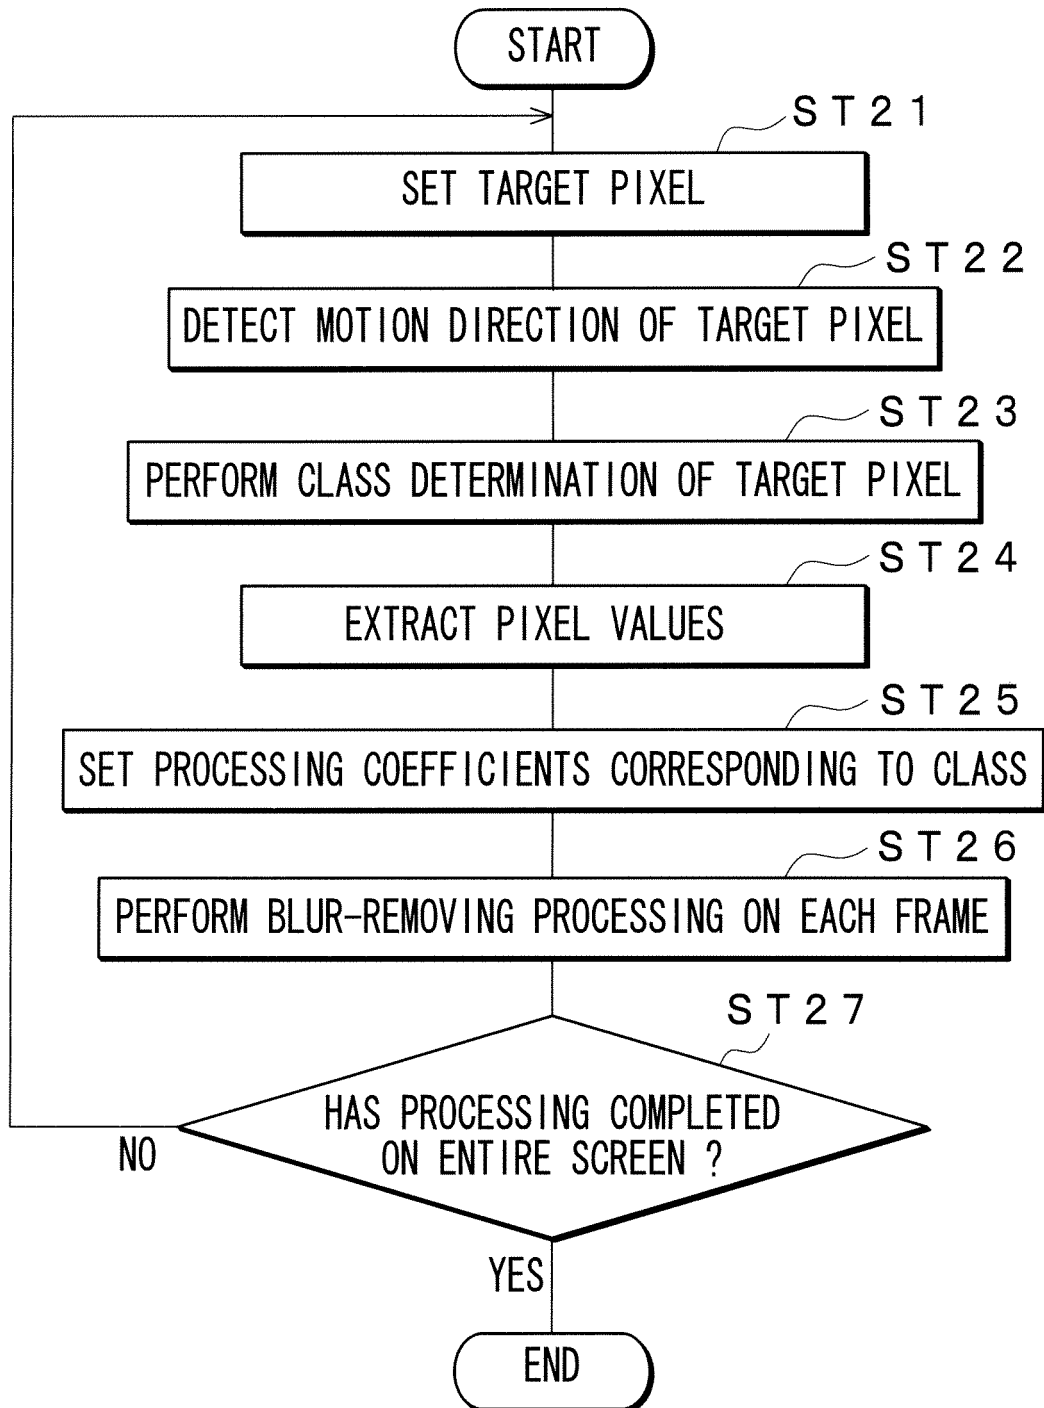 START
ST21
SET TARGET PIXEL
ST22
DETECT MOTION DIRECTION OF TARGET PIXEL
ST23
PERFORM CLASS DETERMINATION OF TARGET PIXEL
ST24
EXTRACT PIXEL VALUES
ST25
SET PROCESSING COEFFICIENTS CORRESPONDING TO CLASS
ST26
PERFORM BLUR-REMOVING PROCESSING ON EACH FRAME
ST27
HAS PROCESSING COMPLETED
ON ENTIRE SCREEN ?
NO
YES
END